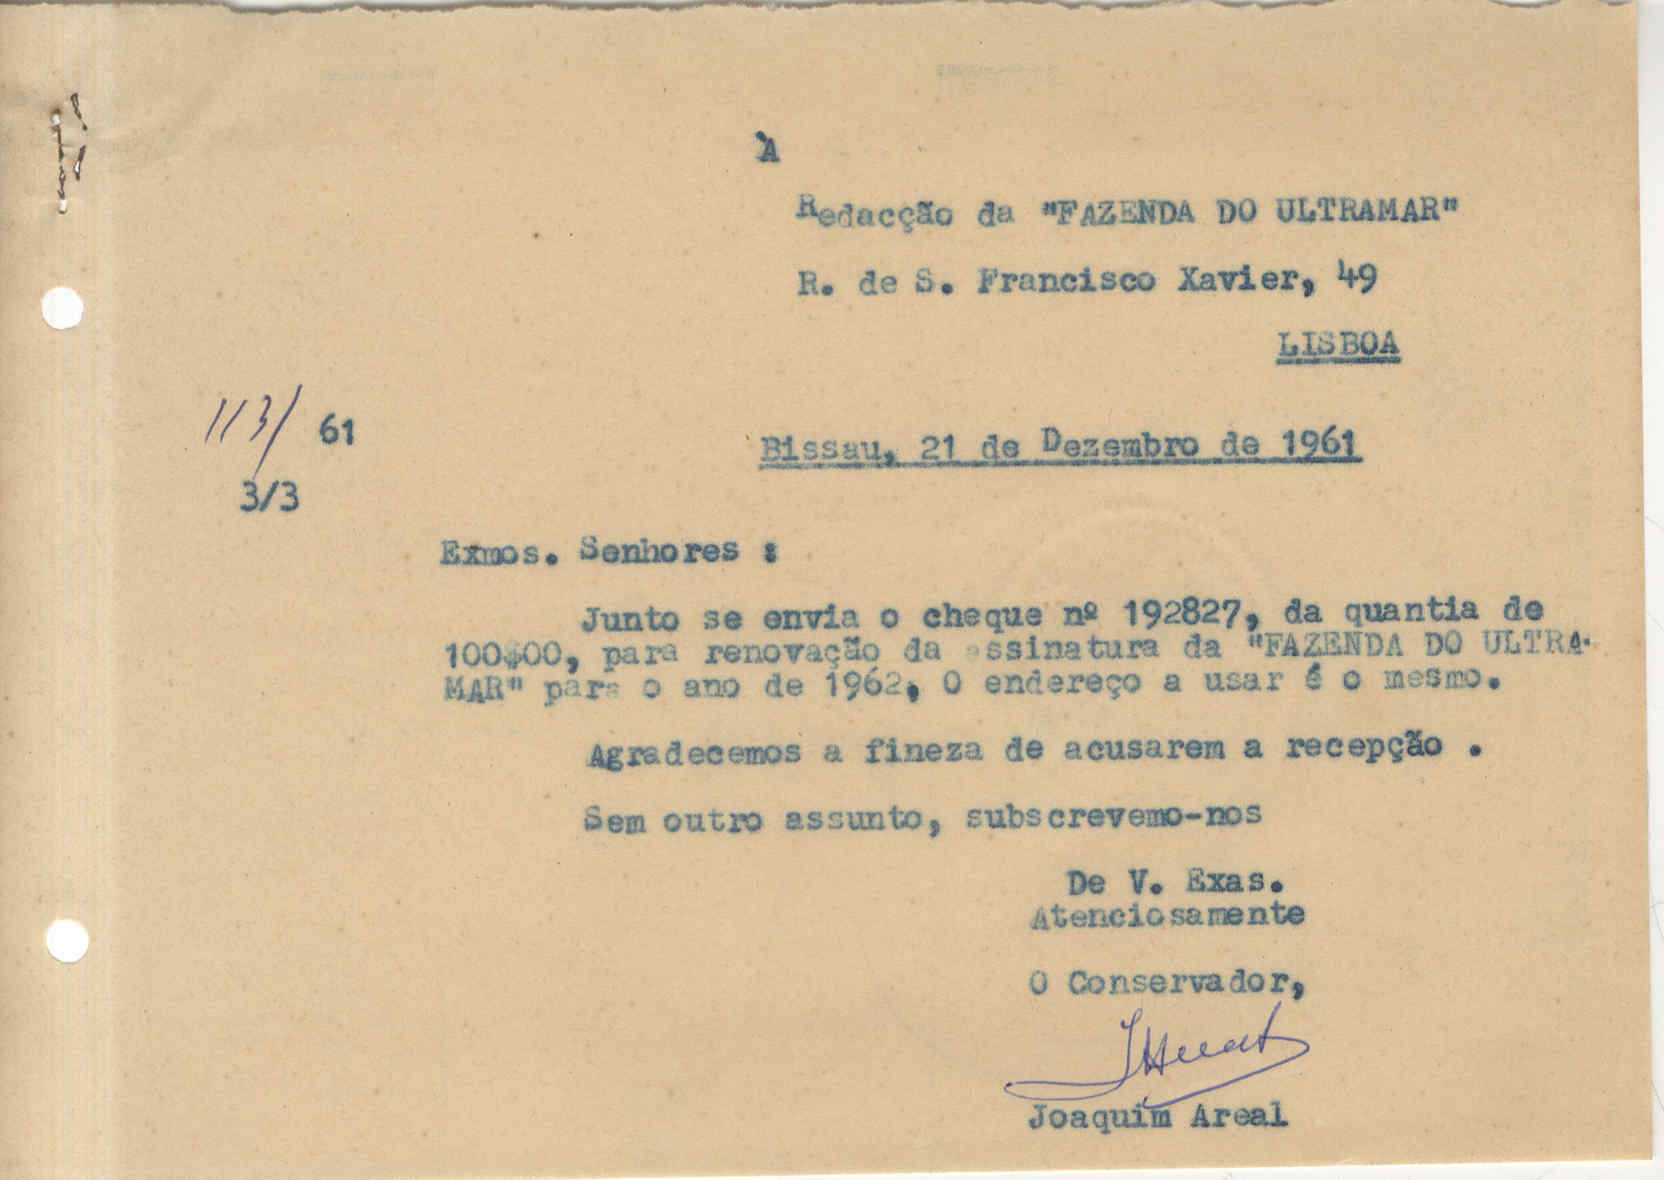 À
Redacção da "FAZENDA DO ULTRAMAR"
R. de S. Francisco Xavier, 49
LISBOA
113/ 61
Bissau, 21 de Dezembro de 1961
3/3
Exmos. Senhores :
Junto se envia o cheque nº 192827, da quantia de
100$00, para renovação da assinatura da "FAZENDA DO ULTRA-
MAR" para o ano de 1962. O endereço a usar é o mesmo.
Agradecemos a fineza de acusarem a recepção .
Sem outro assunto, subscrevemo-nos
De V. Exas.
Atenciosamente
O Conservador,
Joaquim Areal